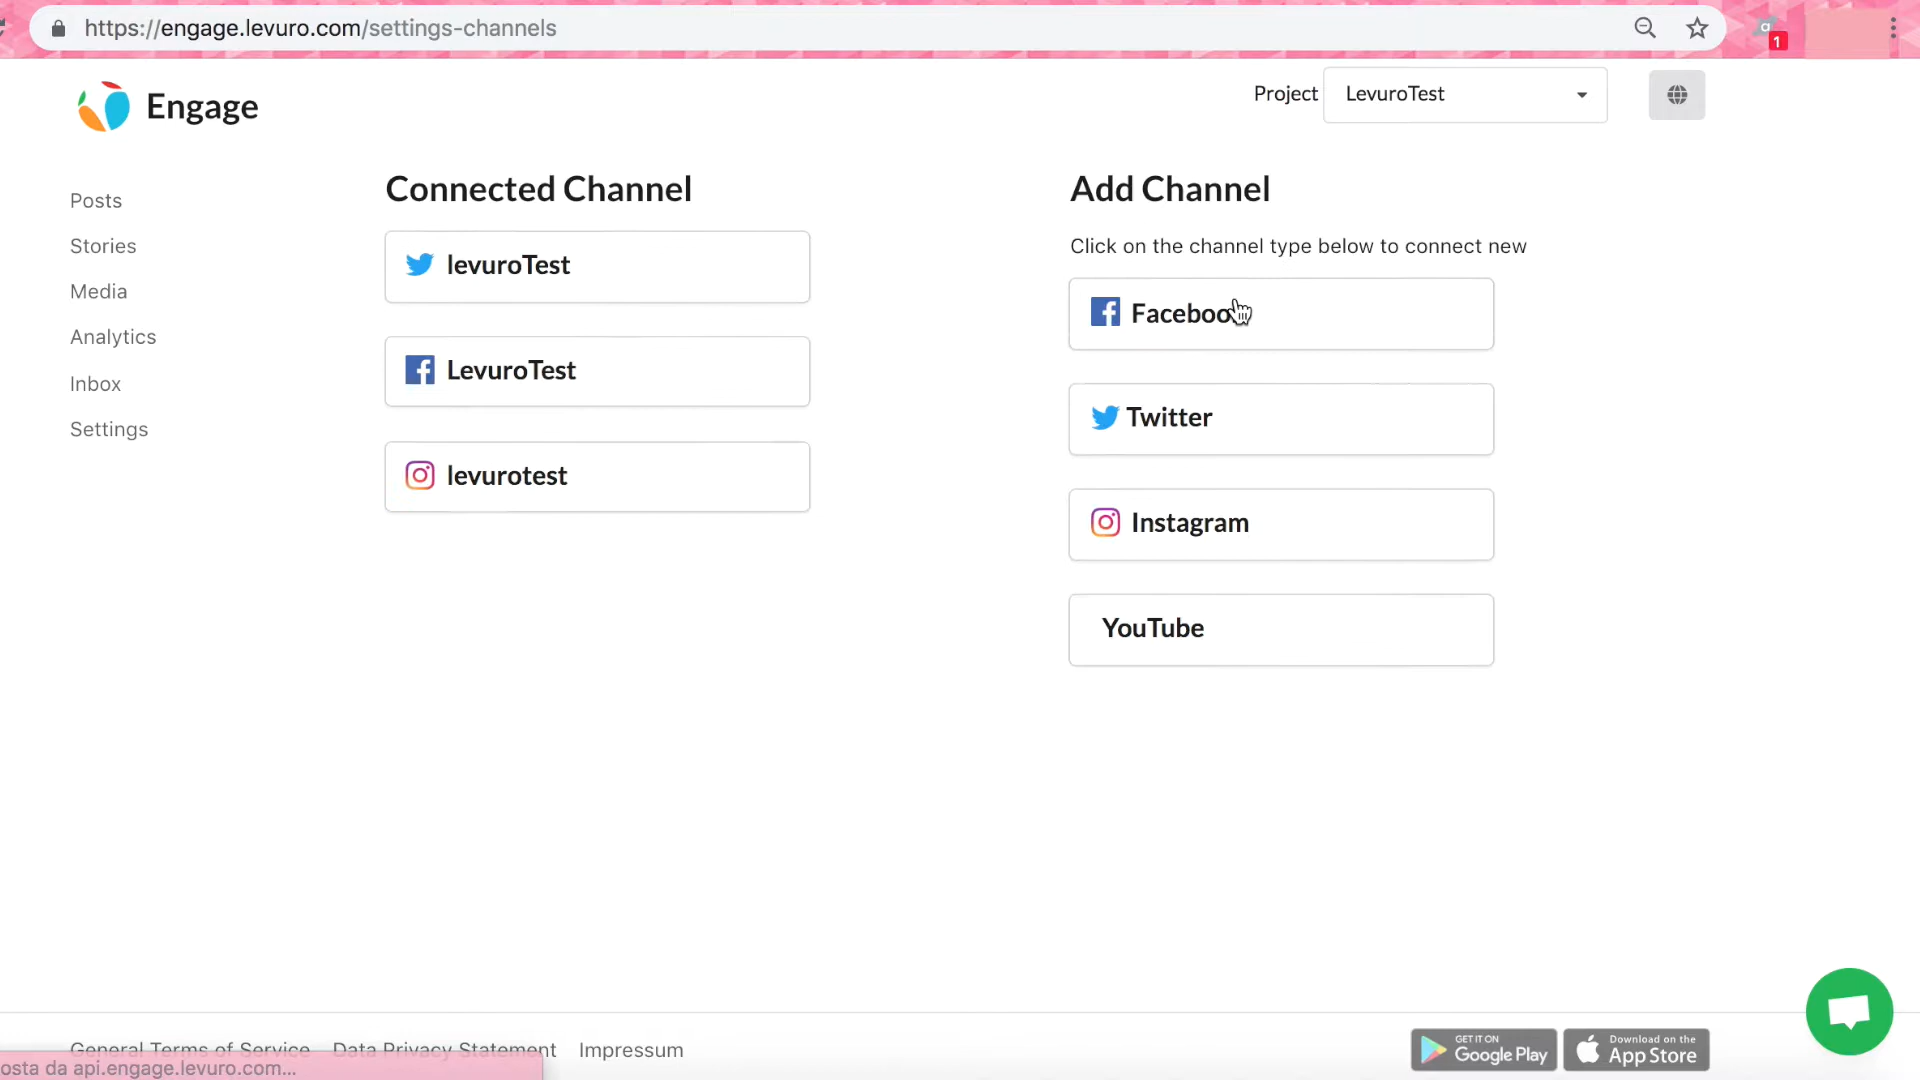 https://engage.levuro.com/settings-channels
1
Engage
Project LevuroTest
Posts
Stories
Media
Analytics
Inbox
Settings
Connected Channel
levuroTest
LevuroTest
levurotest
Add Channel
Click on the channel type below to connect new
Facebook
Twitter
Instagram
YouTube
General Terms of Service Data Privacy Statement Impressum
osta da api.engage.levuro.com...
GET IT ON
Google Play
Download on the
App Store